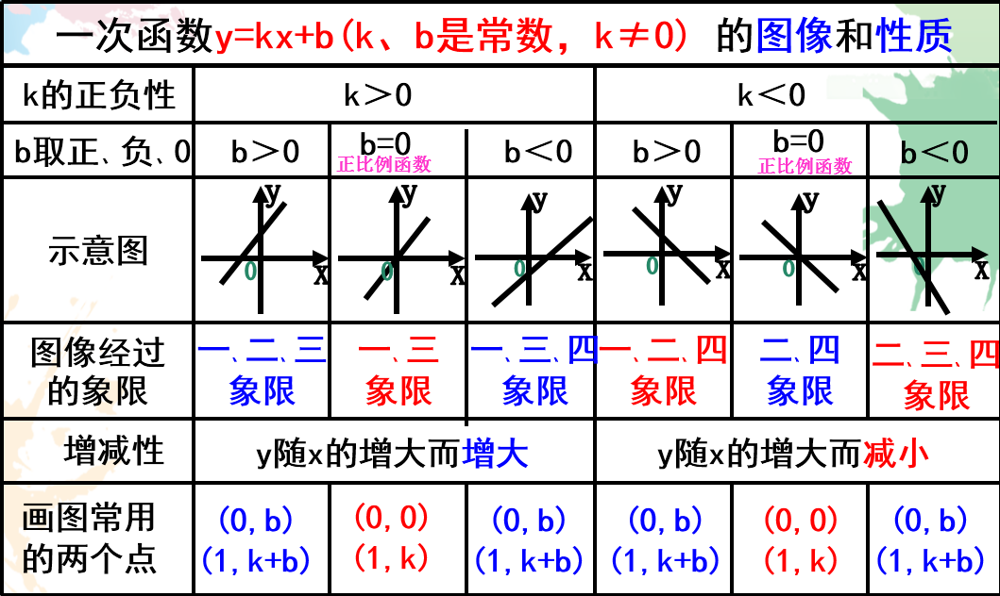 一次函数y=kx+b(k、b是常数，k≠0) 的图像和性质
k的正负性 k＞0 k＜0
b取正、负、0 b＞0 b=0 正比例函数 b＜0 b＞0 b=0 正比例函数 b＜0
示意图 y 0 x y 0 x y 0 x y 0 x y 0 x y 0 x
图像经过 一、二、三 一、三 一、三、四 一、二、四 二、四 二、三、四
的象限 象限 象限 象限 象限 象限 象限
增减性 y随x的增大而增大 y随x的增大而减小
画图常用 (0,b) (0,0) (0,b) (0,b) (0,0) (0,b)
的两个点 (1,k+b) (1,k) (1,k+b) (1,k+b) (1,k) (1,k+b)